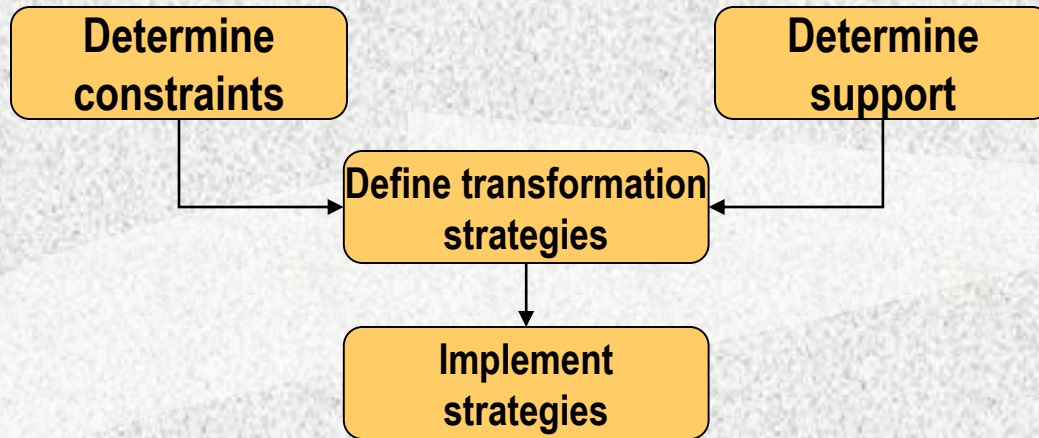 Determine
constraints
Determine
support
Define transformation
strategies
Implement
strategies